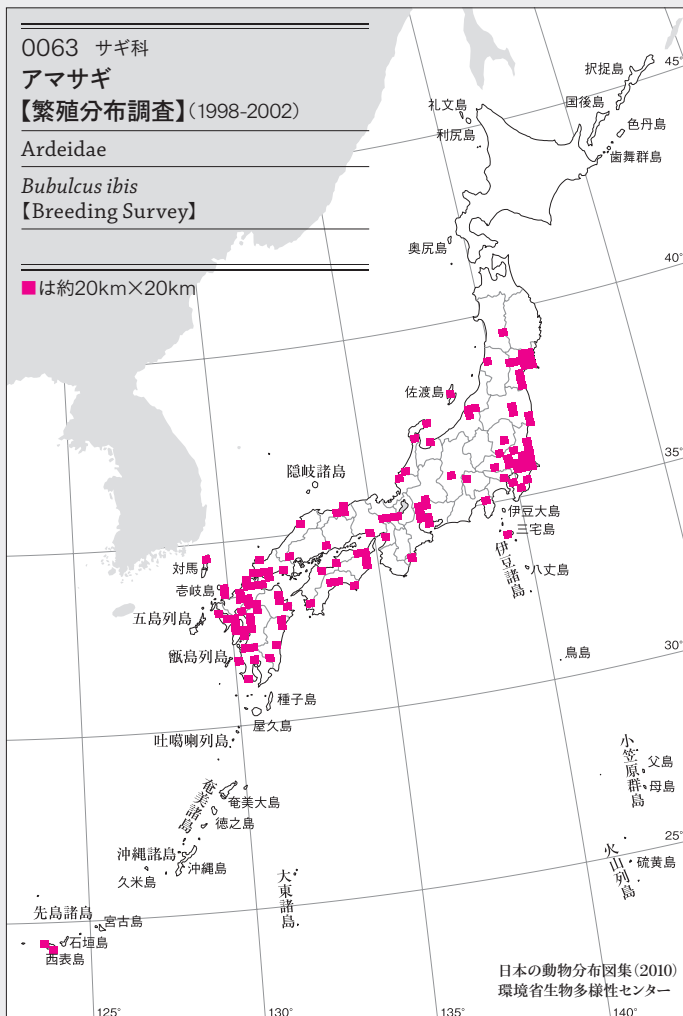 0063 サギ科
アマサギ
【繁殖分布調査】(1998-2002)
Ardeidae
Bubulcus ibis
【Breeding Survey】
■は約20km×20km
45°
択捉島
国後島
礼文島
色丹島
利尻島
歯舞群島
奥尻島
40°
佐渡島
35°
隠岐諸島
伊豆大島
三宅島
伊豆諸島
八丈島
対馬
壱岐島
五島列島
甑島列島
鳥島
30°
種子島
屋久島
吐噶喇列島
小笠原群島
父島
母島
奄美諸島
奄美大島
徳之島
25°
沖縄諸島
沖縄島
久米島
大東諸島
火山列島
硫黄島
先島諸島
宮古島
石垣島
西表島
日本の動物分布図集(2010)
環境省生物多様性センター
125°
130°
135°
140°